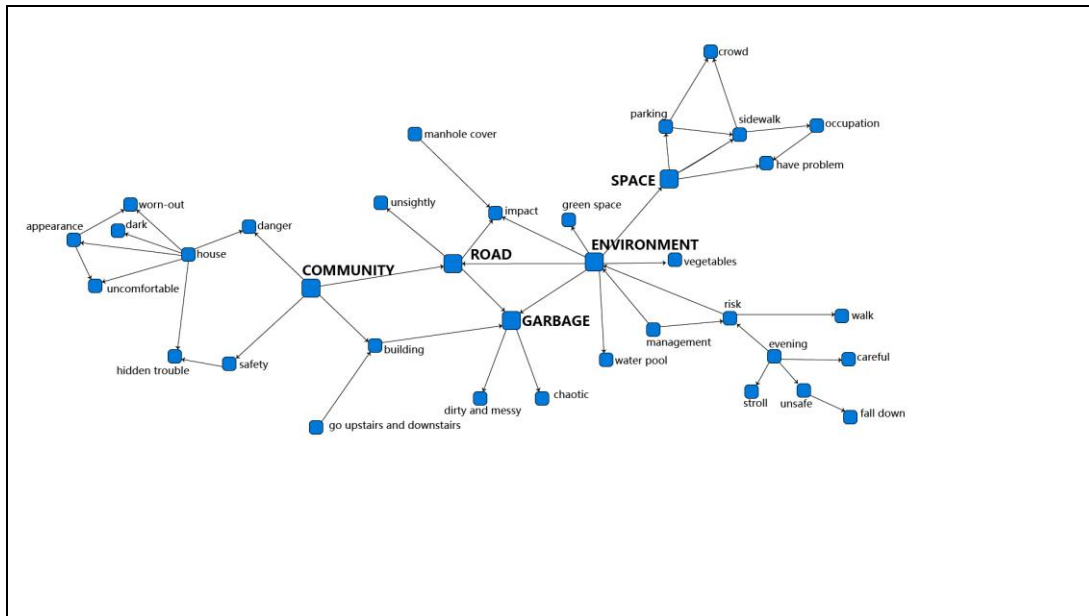 crowd
parking
sidewalk
occupation
manhole cover
have problem
SPACE
worn-out
unsightly
green space
appearance
dark
danger
impact
house
ROAD
ENVIRONMENT
vegetables
COMMUNITY
uncomfortable
risk
walk
GARBAGE
management
evening
building
hidden trouble
safety
water pool
careful
dirty and messy
chaotic
stroll
unsafe
fall down
go upstairs and downstairs